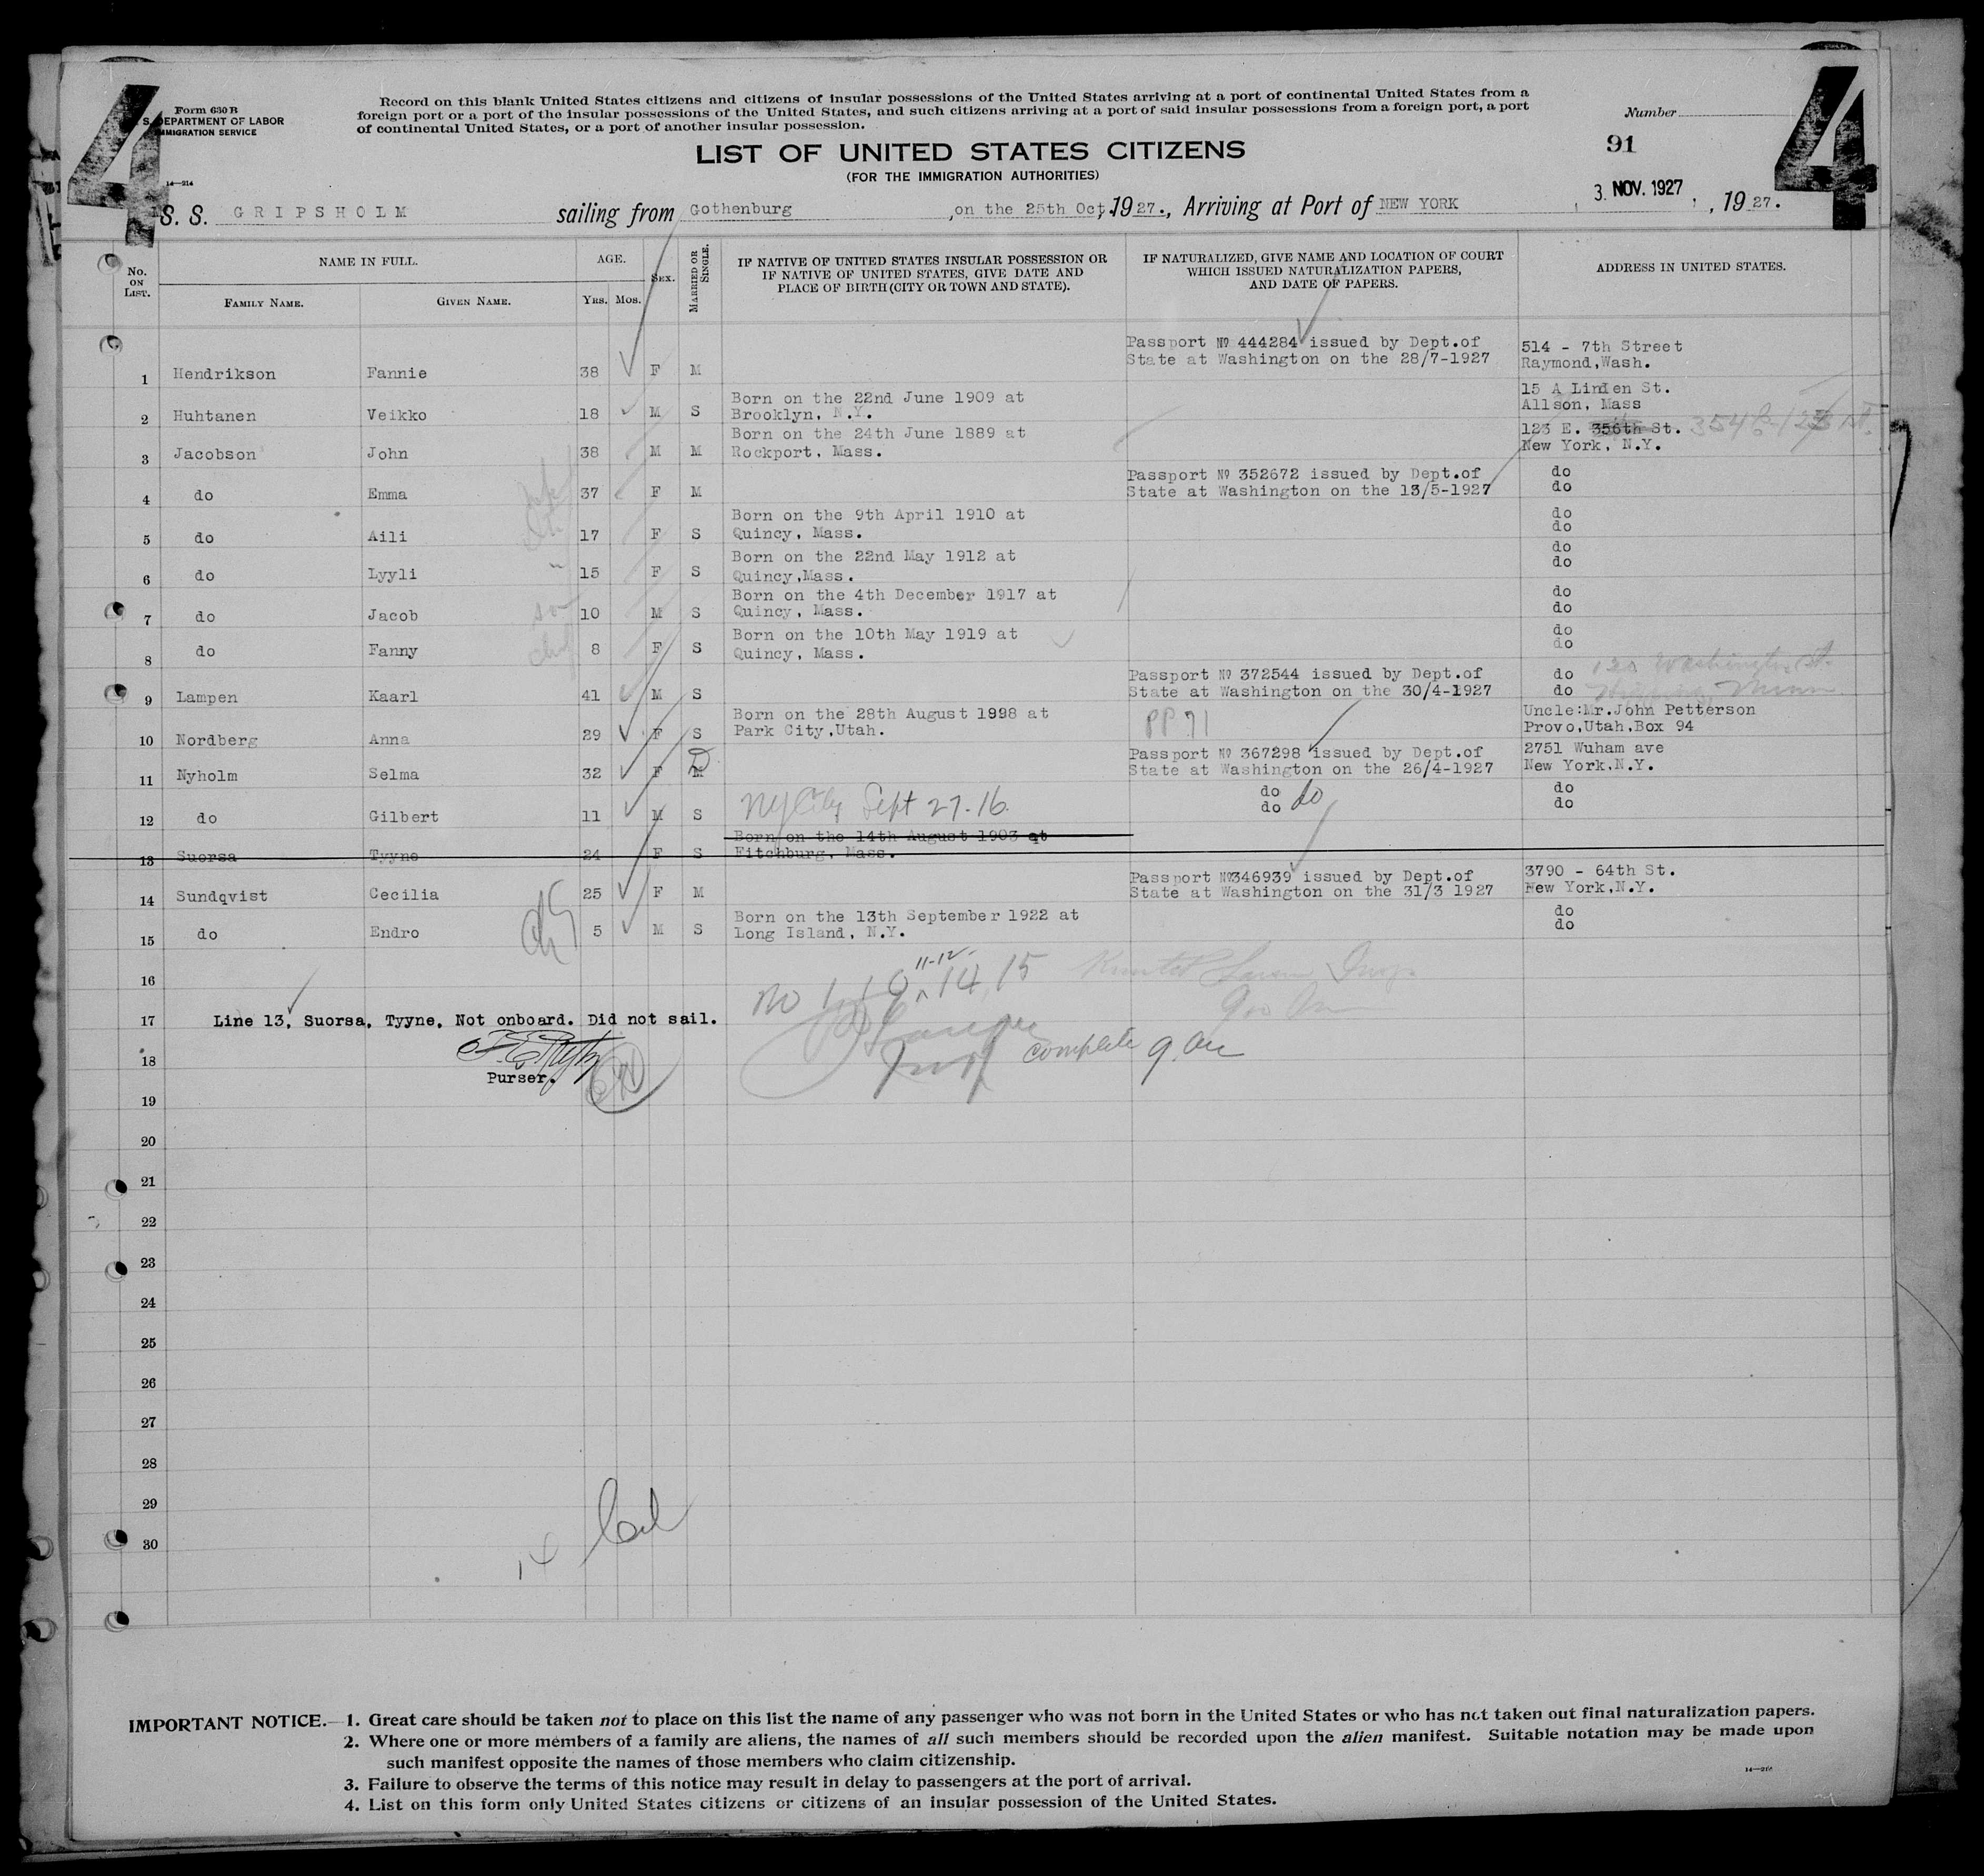 4
4
Form 630 B
S. DEPARTMENT OF LABOR
IMMIGRATION SERVICE
14—214
Record on this blank United States citizens and citizens of insular possessions of the United States arriving at a port of continental United States from a
foreign port or a port of the insular possessions of the United States, and such citizens arriving at a port of said insular possessions from a foreign port, a port
of continental United States, or a port of another insular possession.
Number
91
LIST OF UNITED STATES CITIZENS
(FOR THE IMMIGRATION AUTHORITIES)
S. S. GRIPSHOLM sailing from Gothenburg, on the 25th Oct, 1927., Arriving at Port of NEW YORK, 3. NOV. 1927, 1927.
No. ON LIST.
NAME IN FULL.
FAMILY NAME. GIVEN NAME.
AGE.
YRS. MOS.
SEX.
MARRIED OR SINGLE.
IF NATIVE OF UNITED STATES INSULAR POSSESSION OR
IF NATIVE OF UNITED STATES, GIVE DATE AND
PLACE OF BIRTH (CITY OR TOWN AND STATE).
IF NATURALIZED, GIVE NAME AND LOCATION OF COURT
WHICH ISSUED NATURALIZATION PAPERS,
AND DATE OF PAPERS.
ADDRESS IN UNITED STATES.
Passport № 444284 issued by Dept.of 514 - 7th Street
State at Washington on the 28/7-1927 Raymond,Wash.
1 Hendrikson Fannie 38 F M
Born on the 22nd June 1909 at 15 A Linden St.
2 Huhtanen Veikko 18 M S Brooklyn, N.Y. Allson, Mass
Born on the 24th June 1889 at 123 E. 356th St.
3 Jacobson John 38 M M Rockport, Mass. New York, N.Y.
Passport № 352672 issued by Dept.of do
4 do Emma 37 F M State at Washington on the 13/5-1927 do
Born on the 9th April 1910 at do
5 do Aili 17 F S Quincy, Mass. do
Born on the 22nd May 1912 at do
6 do Lyyli 15 F S Quincy,Mass. do
Born on the 4th December 1917 at do
7 do Jacob 10 M S Quincy, Mass. do
Born on the 10th May 1919 at do
8 do Fanny 8 F S Quincy, Mass. do
Passport № 372544 issued by Dept.of do Washington St.
9 Lampen Kaarl 41 M S State at Washington on the 30/4-1927 do Minn
Born on the 28th August 1998 at PP 71 Uncle:Mr.John Petterson
10 Nordberg Anna 29 F S Park City,Utah. Provo,Utah,Box 94
Passport № 367298 issued by Dept.of 2751 Wuham ave
11 Nyholm Selma 32 F M D State at Washington on the 26/4-1927 New York,N.Y.
do do
12 do Gilbert 11 M S NY City Sept 27-16. do do do
Born on the 14th August 1903 at
13 Suorsa Tyyne 24 F S Fitchburg, Mass.
Passport №346939 issued by Dept.of 3790 - 64th St.
14 Sundqvist Cecilia 25 F M State at Washington on the 31/3 1927 New York,N.Y.
Born on the 13th September 1922 at do
15 do Endro 5 M S Long Island, N.Y. do
11-12-
16 no 1 to 9 14, 15
17 Line 13, Suorsa, Tyyne, Not onboard. Did not sail.
18 complete
Purser.
19
20
21
22
23
24
25
26
27
28
29
30
14
IMPORTANT NOTICE.—1. Great care should be taken not to place on this list the name of any passenger who was not born in the United States or who has not taken out final naturalization papers.
2. Where one or more members of a family are aliens, the names of all such members should be recorded upon the alien manifest. Suitable notation may be made upon
such manifest opposite the names of those members who claim citizenship.
3. Failure to observe the terms of this notice may result in delay to passengers at the port of arrival.
4. List on this form only United States citizens or citizens of an insular possession of the United States.
14—214